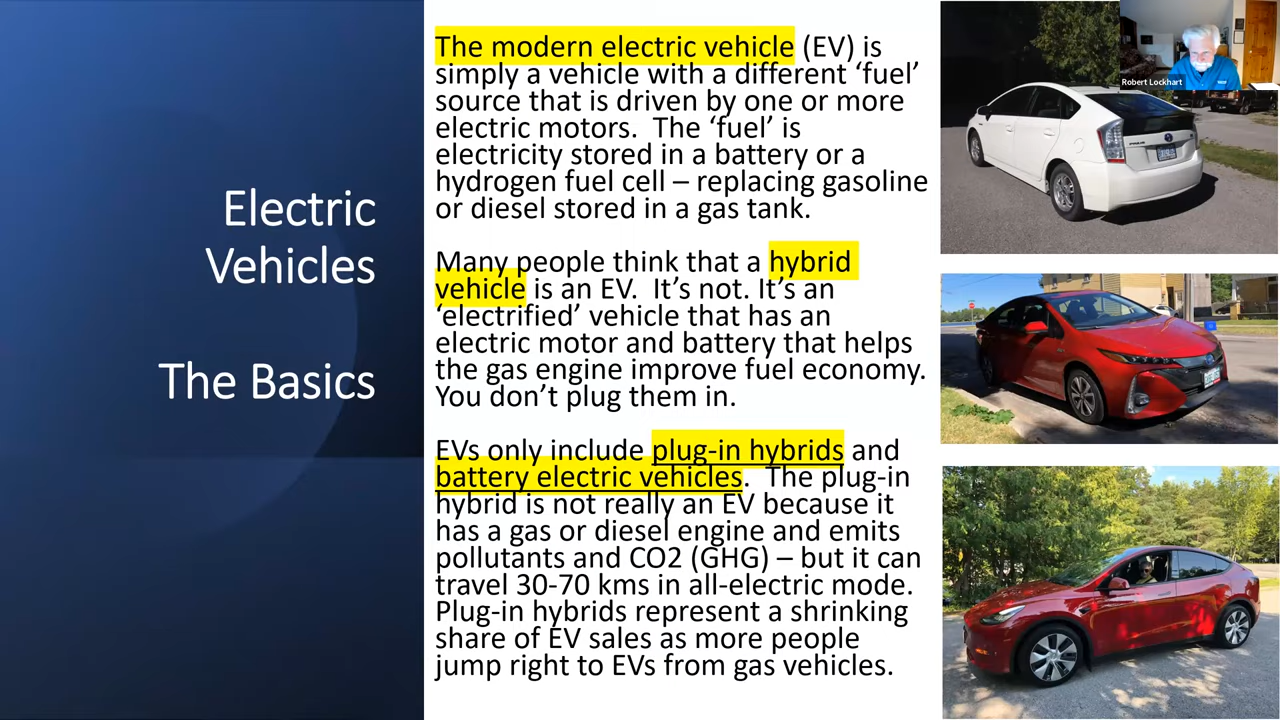 Electric
Vehicles
The Basics
The modern electric vehicle (EV) is
simply a vehicle with a different ‘fuel’
source that is driven by one or more
electric motors.  The ‘fuel’ is
electricity stored in a battery or a
hydrogen fuel cell – replacing gasoline
or diesel stored in a gas tank.
Many people think that a hybrid
vehicle is an EV.  It’s not. It’s an
‘electrified’ vehicle that has an
electric motor and battery that helps
the gas engine improve fuel economy.
You don’t plug them in.
EVs only include plug-in hybrids and
battery electric vehicles.  The plug-in
hybrid is not really an EV because it
has a gas or diesel engine and emits
pollutants and CO2 (GHG) – but it can
travel 30-70 kms in all-electric mode.
Plug-in hybrids represent a shrinking
share of EV sales as more people
jump right to EVs from gas vehicles.
Robert Lockhart